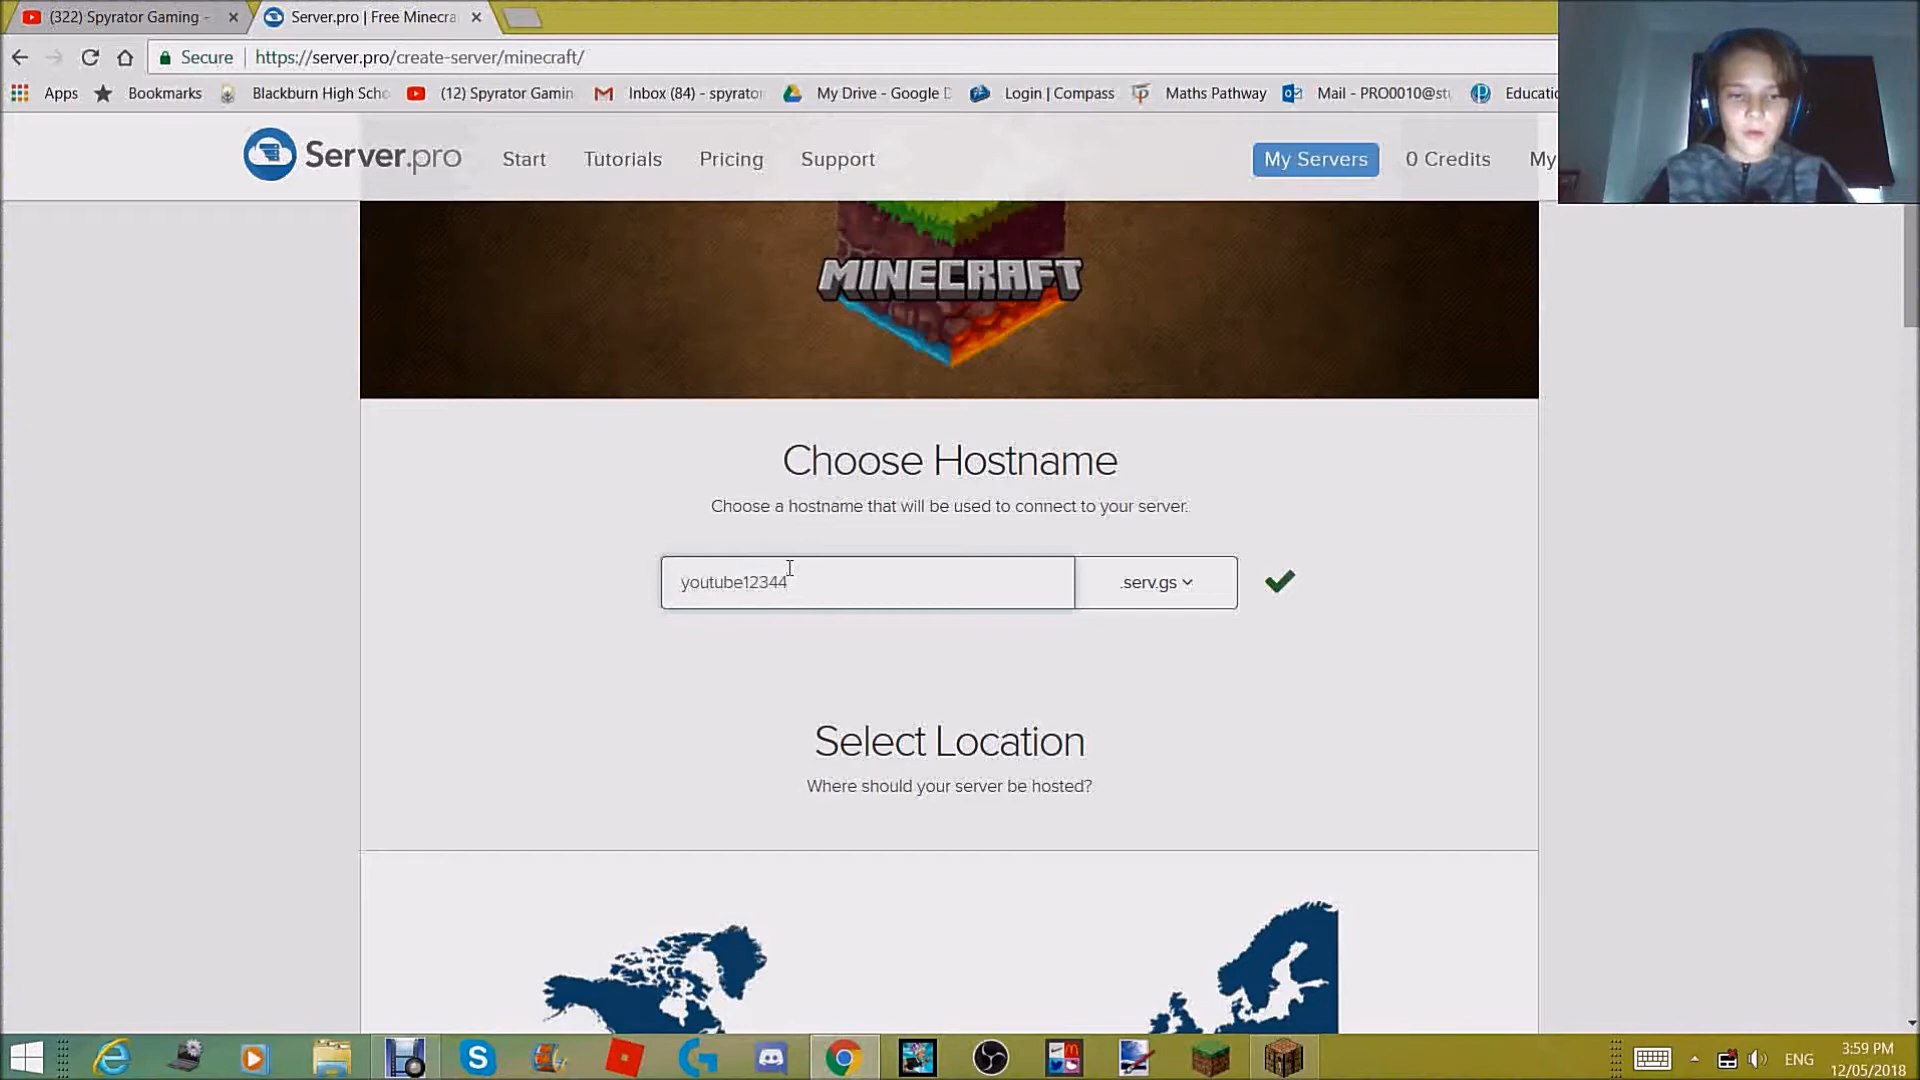 (322) Spyrator Gaming -
Server.pro | Free Minecra
Secure
https://server.pro/create-server/minecraft/
Apps
Bookmarks
Blackburn High Scho
(12) Spyrator Gamin
Inbox (84) - spyrator
My Drive - Google D
Login | Compass
Maths Pathway
Mail - PRO0010@stu
Educatio
Server.pro
Start
Tutorials
Pricing
Support
My Servers
0 Credits
My
MINECRAFT
Choose Hostname
Choose a hostname that will be used to connect to your server.
youtube12344
.serv.gs
Select Location
Where should your server be hosted?
ENG
3:59 PM
12/05/2018